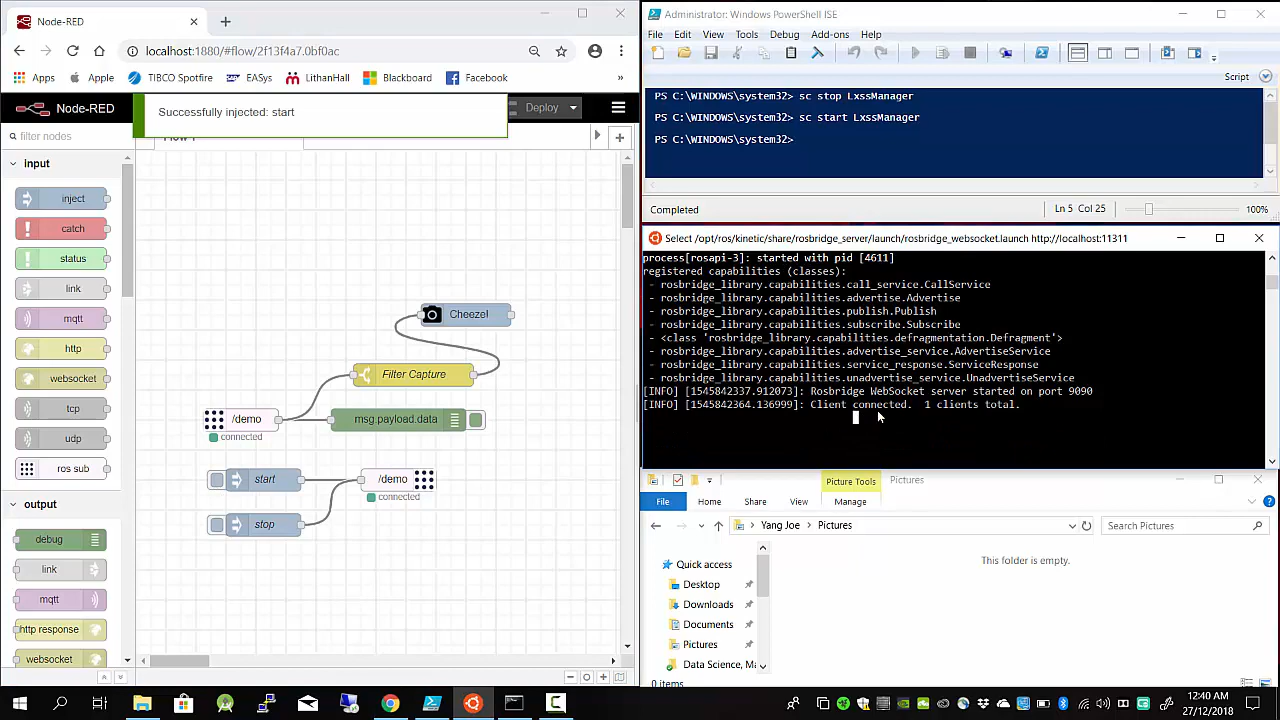 Node-RED
localhost:1880/#flow/2f13f4a7.0bf0ac
Apps
Apple
TIBCO Spotfire
EASys
LithanHall
Blackboard
Facebook
»
Node-RED
Successfully injected: start
Deploy
filter nodes
input
inject
catch
status
link
mqtt
http
websocket
tcp
udp
ros sub
output
debug
link
mqtt
http response
websocket
Cheeze!
Filter Capture
/demo
connected
msg.payload.data
start
/demo
connected
stop
Administrator: Windows PowerShell ISE
File Edit View Tools Debug Add-ons Help
Script
PS C:\WINDOWS\system32> sc stop LxssManager
PS C:\WINDOWS\system32> sc start LxssManager
PS C:\WINDOWS\system32>
Completed
Ln 5 Col 25
100%
Select /opt/ros/kinetic/share/rosbridge_server/launch/rosbridge_websocket.launch http://localhost:11311
process[rosapi-3]: started with pid [4611]
registered capabilities (classes):
- rosbridge_library.capabilities.call_service.CallService
- rosbridge_library.capabilities.advertise.Advertise
- rosbridge_library.capabilities.publish.Publish
- rosbridge_library.capabilities.subscribe.Subscribe
- <class 'rosbridge_library.capabilities.defragmentation.Defragment'>
- rosbridge_library.capabilities.advertise_service.AdvertiseService
- rosbridge_library.capabilities.service_response.ServiceResponse
- rosbridge_library.capabilities.unadvertise_service.UnadvertiseService
[INFO] [1545842337.912073]: Rosbridge WebSocket server started on port 9090
[INFO] [1545842364.136999]: Client connected. 1 clients total.
Picture Tools
Pictures
File
Home
Share
View
Manage
Yang Joe
Pictures
Search Pictures
Quick access
Desktop
Downloads
Documents
Pictures
Data Science, Ma
This folder is empty.
0 items
12:40 AM
27/12/2018